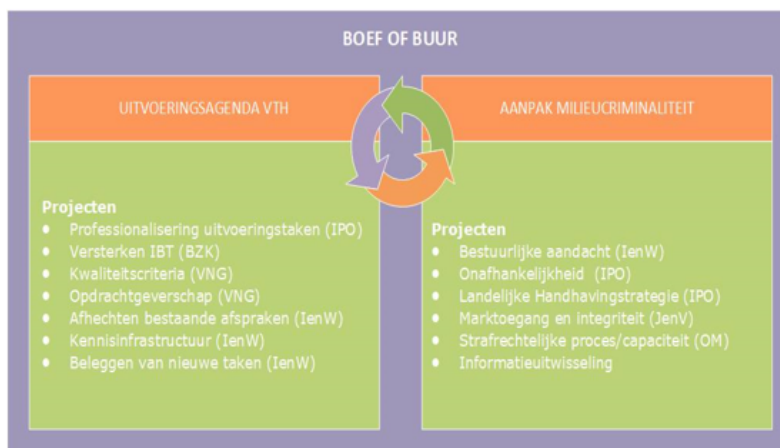 BOEF OF BUUR
UITVOERINGSAGENDA VTH
Projecten
• Professionalisering uitvoeringstaken (IPO)
• Versterken IBT (BZK)
• Kwaliteitscriteria (VNG)
• Opdrachtgeverschap (VNG)
• Afhechten bestaande afspraken (IenW)
• Kennisinfrastructuur (IenW)
• Beleggen van nieuwe taken (IenW)
AANPAK MILIEUCRIMINALITEIT
Projecten
• Bestuurlijke aandacht (IenW)
• Onafhankelijkheid (IPO)
• Landelijke Handhavingstrategie (IPO)
• Marktoegang en integriteit (JenV)
• Strafrechtelijke proces/capaciteit (OM)
• Informatieuitwisseling